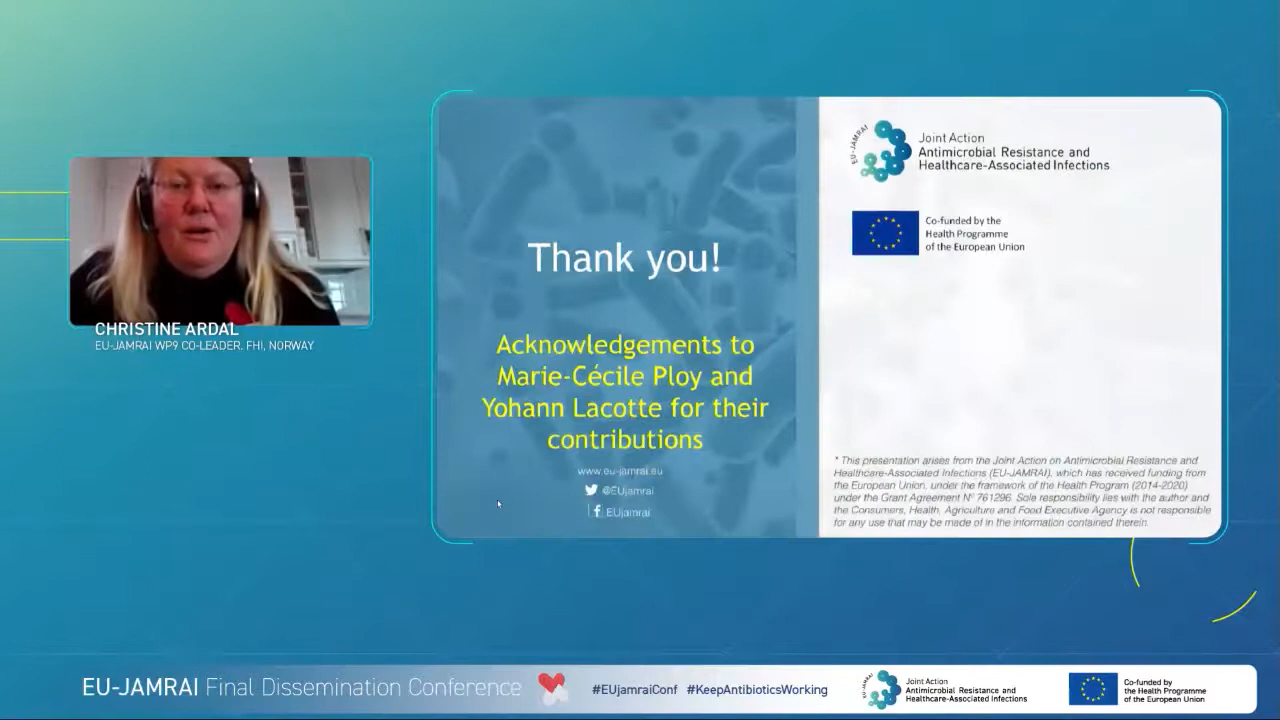 CHRISTINE ARDAL
EU-JAMRAI WP9 CO-LEADER, FHI, NORWAY
Thank you!
Acknowledgements to
Marie-Cécile Ploy and
Yohann Lacotte for their
contributions
www.eu-jamrai.eu
@EUjamrai
EUjamrai
EU-JAMRAI
Joint Action
Antimicrobial Resistance and
Healthcare-Associated Infections
Co-funded by the
Health Programme
of the European Union
* This presentation arises from the Joint Action on Antimicrobial Resistance and
Healthcare-Associated Infections (EU-JAMRAI), which has received funding from
the European Union, under the framework of the Health Program (2014-2020)
under the Grant Agreement Nº 761296. Sole responsibility lies with the author and
the Consumers, Health, Agriculture and Food Executive Agency is not responsible
for any use that may be made of in the information contained therein.
EU-JAMRAI Final Dissemination Conference
#EUjamraiConf #KeepAntibioticsWorking
EU-JAMRAI
Joint Action
Antimicrobial Resistance and
Healthcare-Associated Infections
Co-funded by
the Health Programme
of the European Union